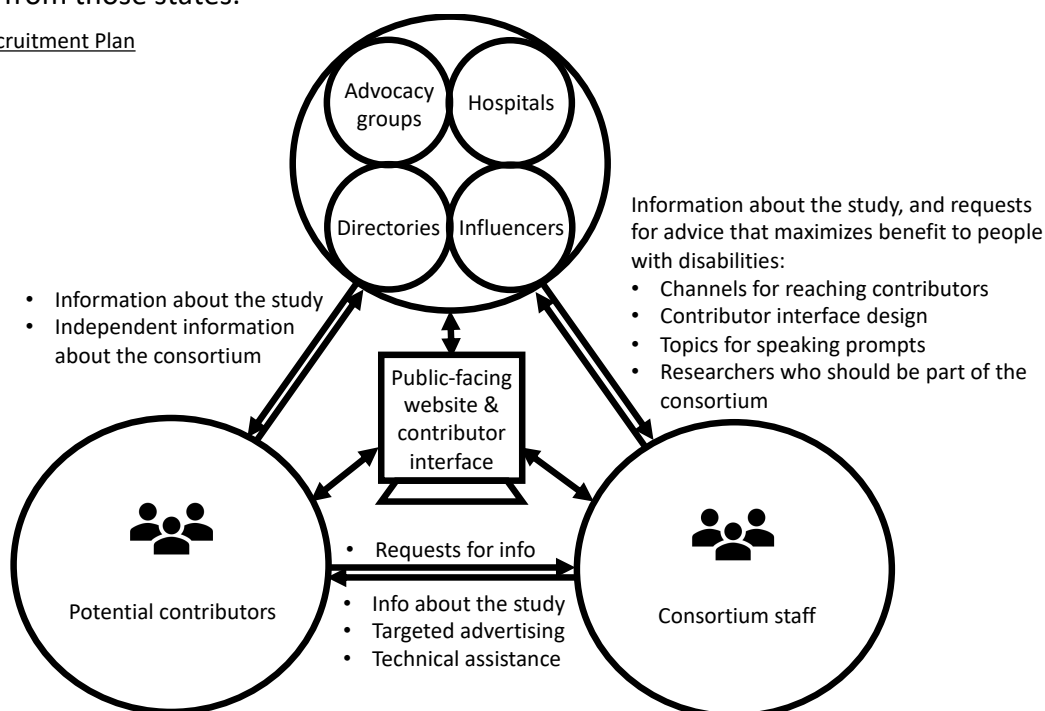 from those states.
cruitment Plan
Advocacy
groups
Hospitals
Directories
Influencers
Information about the study, and requests
for advice that maximizes benefit to people
with disabilities:
• Channels for reaching contributors
• Contributor interface design
• Topics for speaking prompts
• Researchers who should be part of the
consortium
• Information about the study
• Independent information
about the consortium
Public-facing
website &
contributor
interface
• Requests for info
Potential contributors
• Info about the study
• Targeted advertising
• Technical assistance
Consortium staff